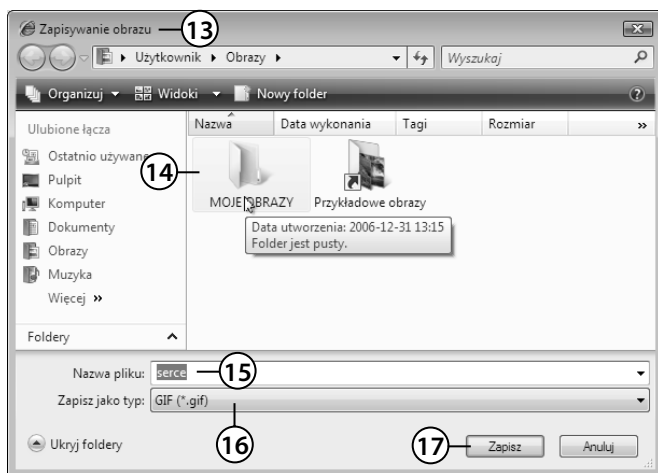 Zapisywanie obrazu 13
Użytkownik Obrazy Wyszukaj
Organizuj Widoki Nowy folder
Ulubione łącza
Ostatnio używane
Pulpit
Komputer
Dokumenty
Obrazy
Muzyka
Więcej »
Foldery
Nazwa Data wykonania Tagi Rozmiar »
14
MOJE OBRAZY Przykładowe obrazy
Data utworzenia: 2006-12-31 13:15
Folder jest pusty.
Nazwa pliku: serce 15
Zapisz jako typ: GIF (*.gif)
16
Ukryj foldery 17 Zapisz Anuluj